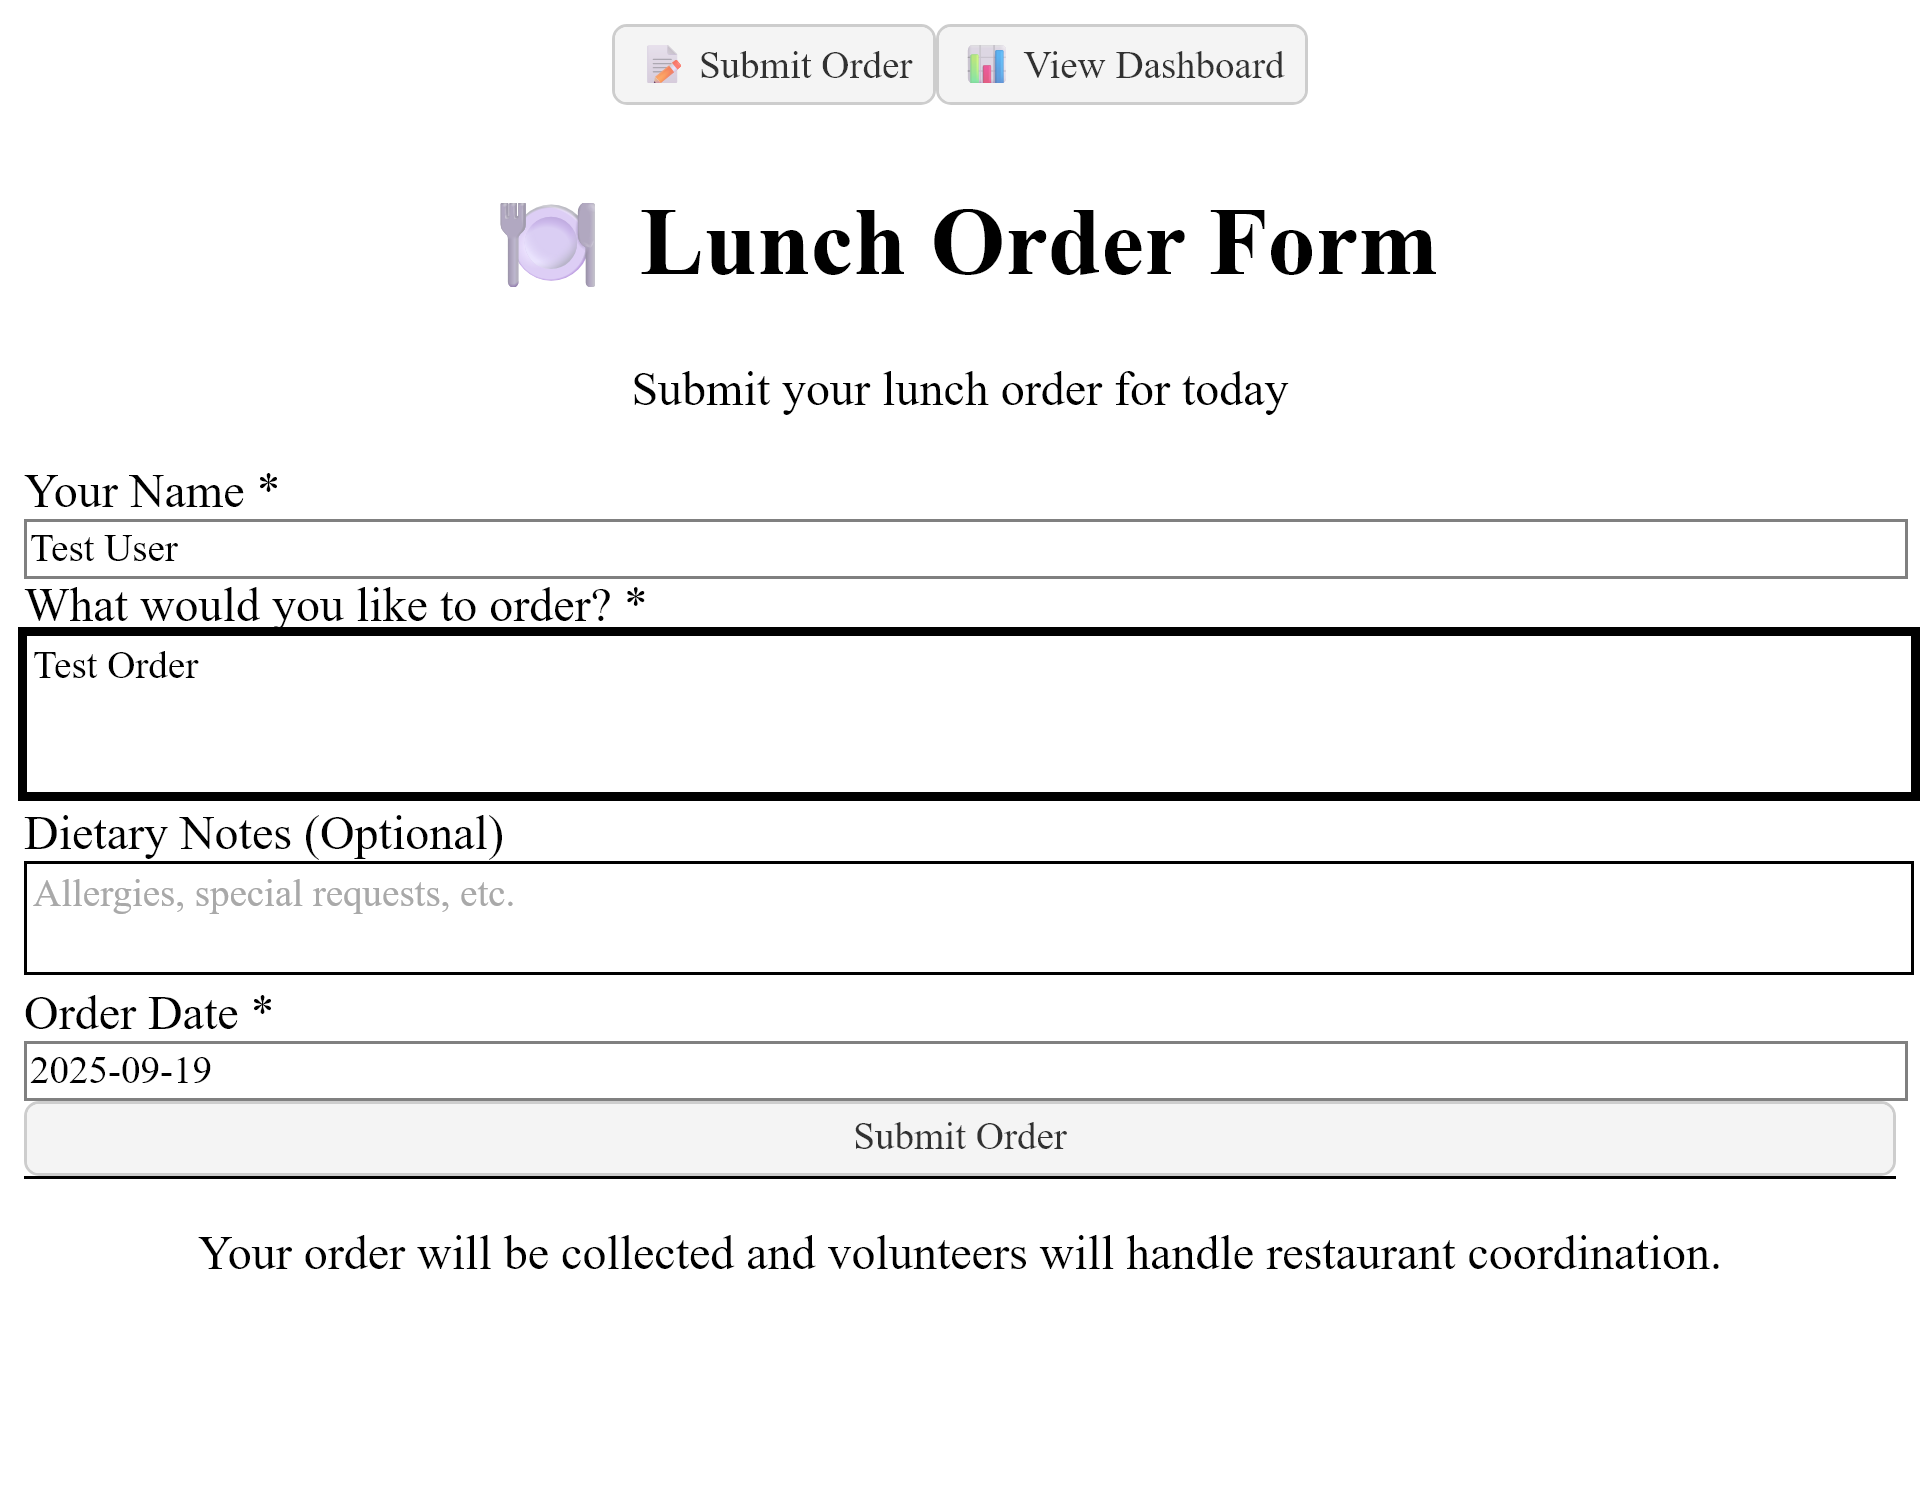 Submit Order
View Dashboard
Lunch Order Form
Submit your lunch order for today
Your Name *
Test User
What would you like to order? *
Test Order
Dietary Notes (Optional)
Allergies, special requests, etc.
Order Date *
2025-09-19
Submit Order
Your order will be collected and volunteers will handle restaurant coordination.